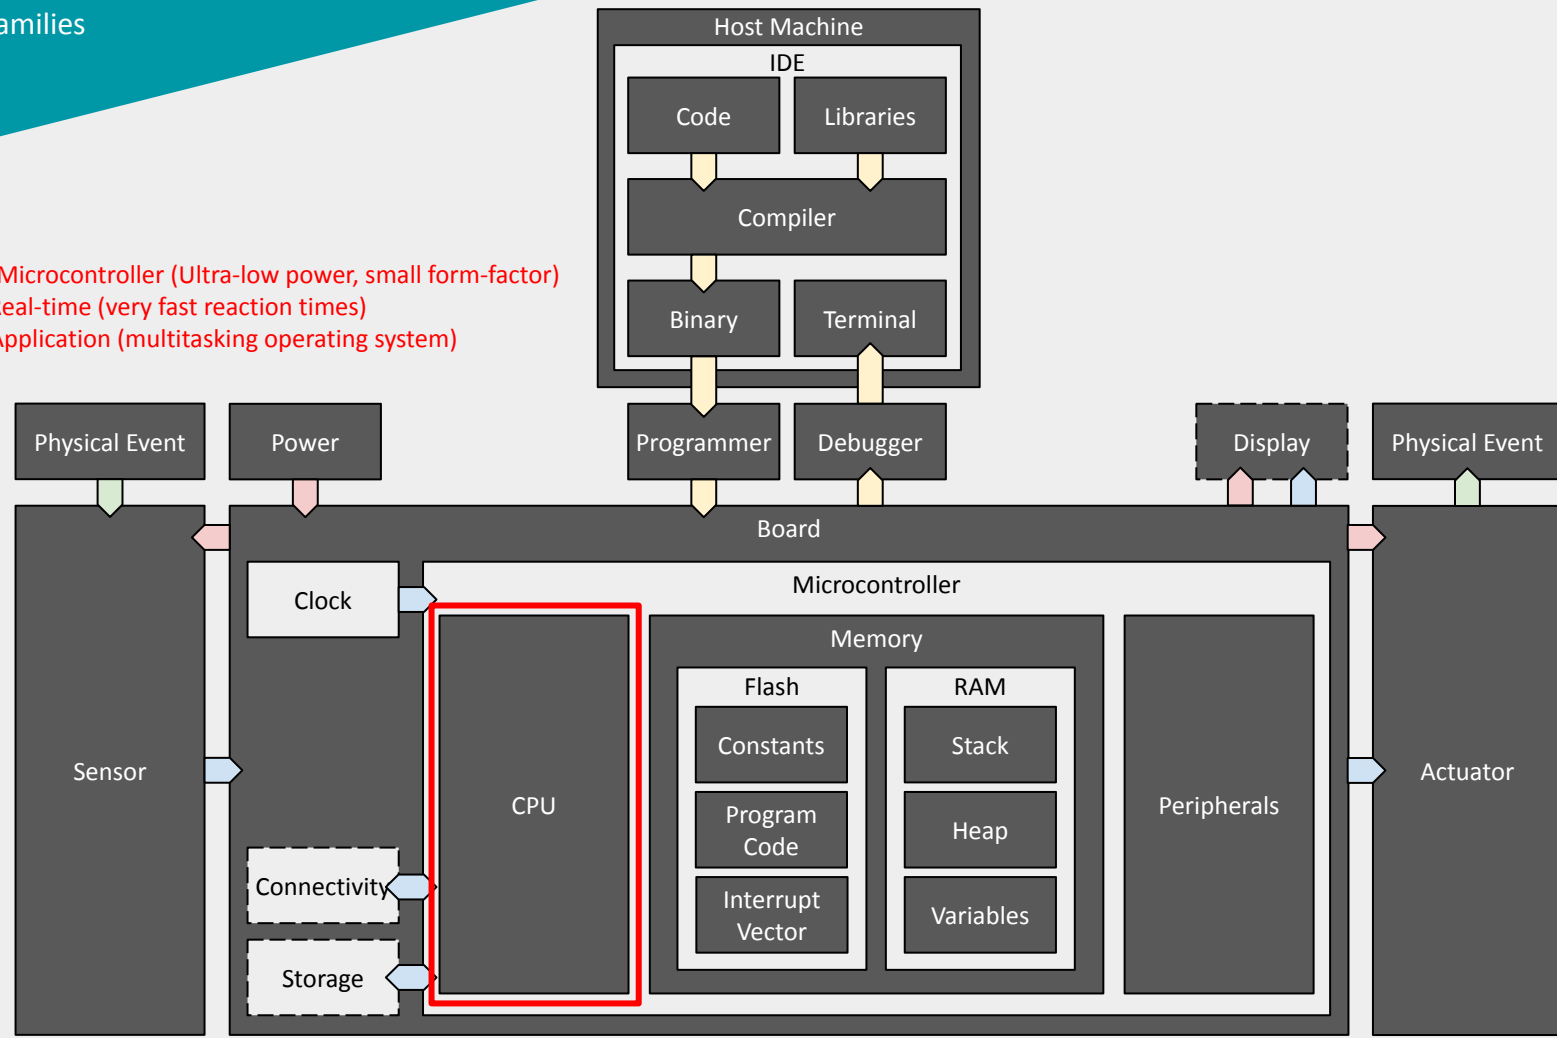 amilies
Host Machine
IDE
Code
Libraries
Compiler
Microcontroller (Ultra-low power, small form-factor)
eal-time (very fast reaction times)
Application (multitasking operating system)
Binary
Terminal
Physical Event
Power
Programmer
Debugger
Display
Physical Event
Board
Clock
Microcontroller
Memory
Flash
RAM
Constants
Stack
Sensor
CPU
Program
Code
Heap
Peripherals
Actuator
Connectivity
Interrupt
Vector
Variables
Storage